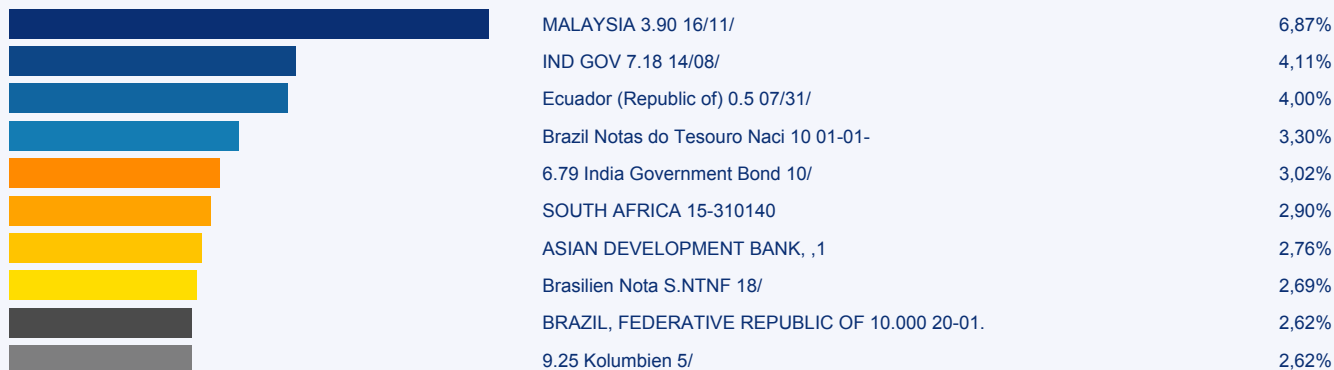 MALAYSIA 3.90 16/11/ 6,87%
IND GOV 7.18 14/08/ 4,11%
Ecuador (Republic of) 0.5 07/31/ 4,00%
Brazil Notas do Tesouro Naci 10 01-01- 3,30%
6.79 India Government Bond 10/ 3,02%
SOUTH AFRICA 15-310140 2,90%
ASIAN DEVELOPMENT BANK, ,1 2,76%
Brasilien Nota S.NTNF 18/ 2,69%
BRAZIL, FEDERATIVE REPUBLIC OF 10.000 20-01. 2,62%
9.25 Kolumbien 5/ 2,62%